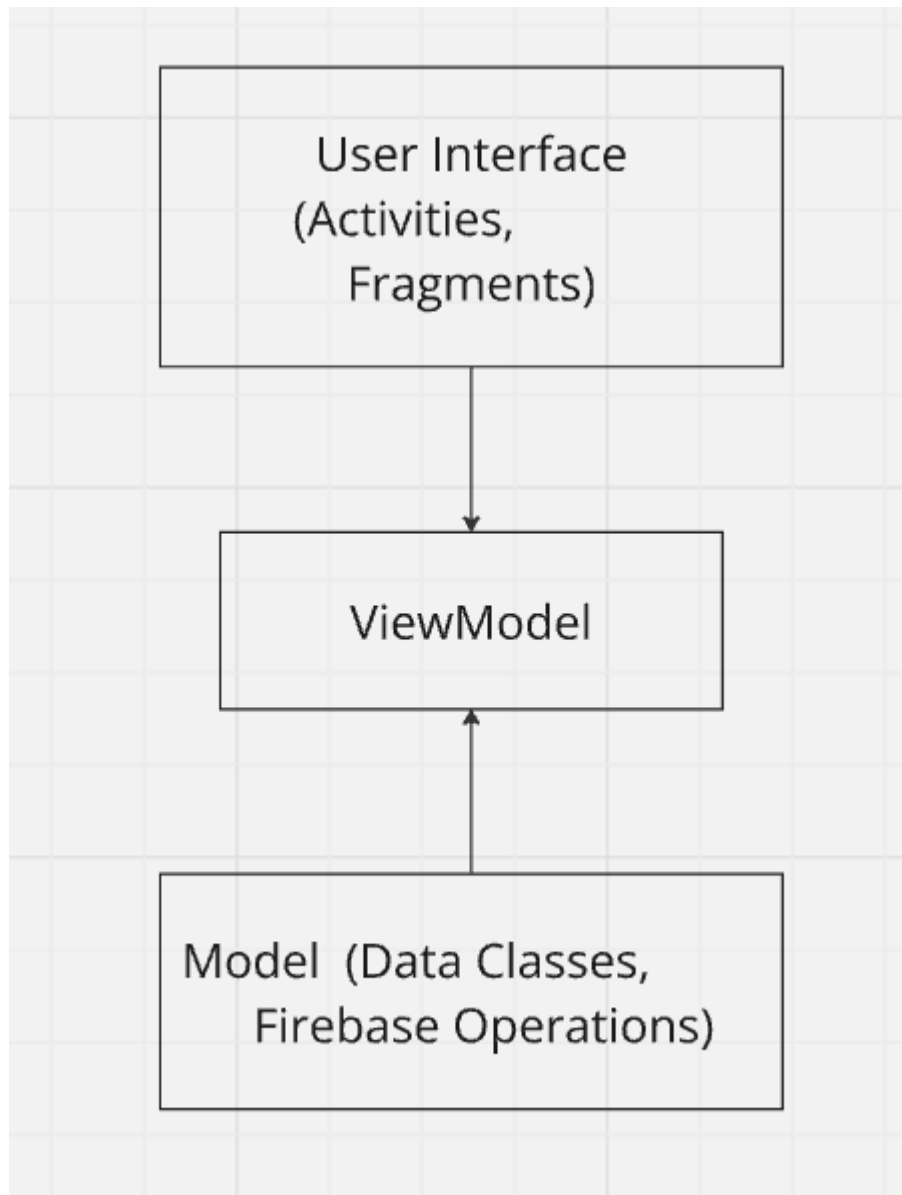 User Interface
(Activities,
Fragments)
ViewModel
Model (Data Classes,
Firebase Operations)